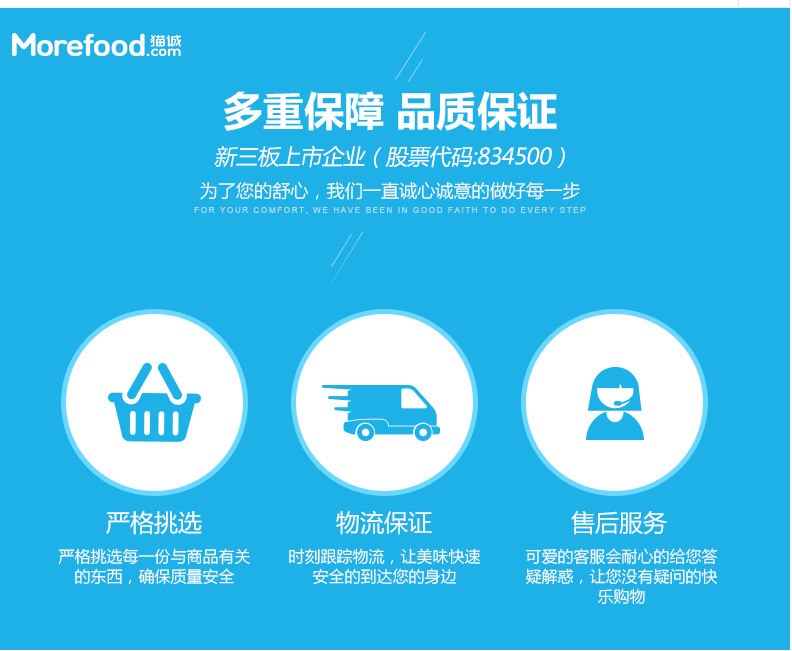 Morefood猫诚.com
多重保障 品质保证
新三板上市企业(股票代码:834500)
为了您的舒心，我们一直诚心诚意的做好每一步
FOR YOUR COMFORT, WE HAVE BEEN IN GOOD FAITH TO DO EVERY STEP
严格挑选
严格挑选每一份与商品有关
的东西，确保质量安全
物流保证
时刻跟踪物流，让美味快速
安全的到达您的身边
售后服务
可爱的客服会耐心的给您答
疑解惑，让您没有疑问的快
乐购物